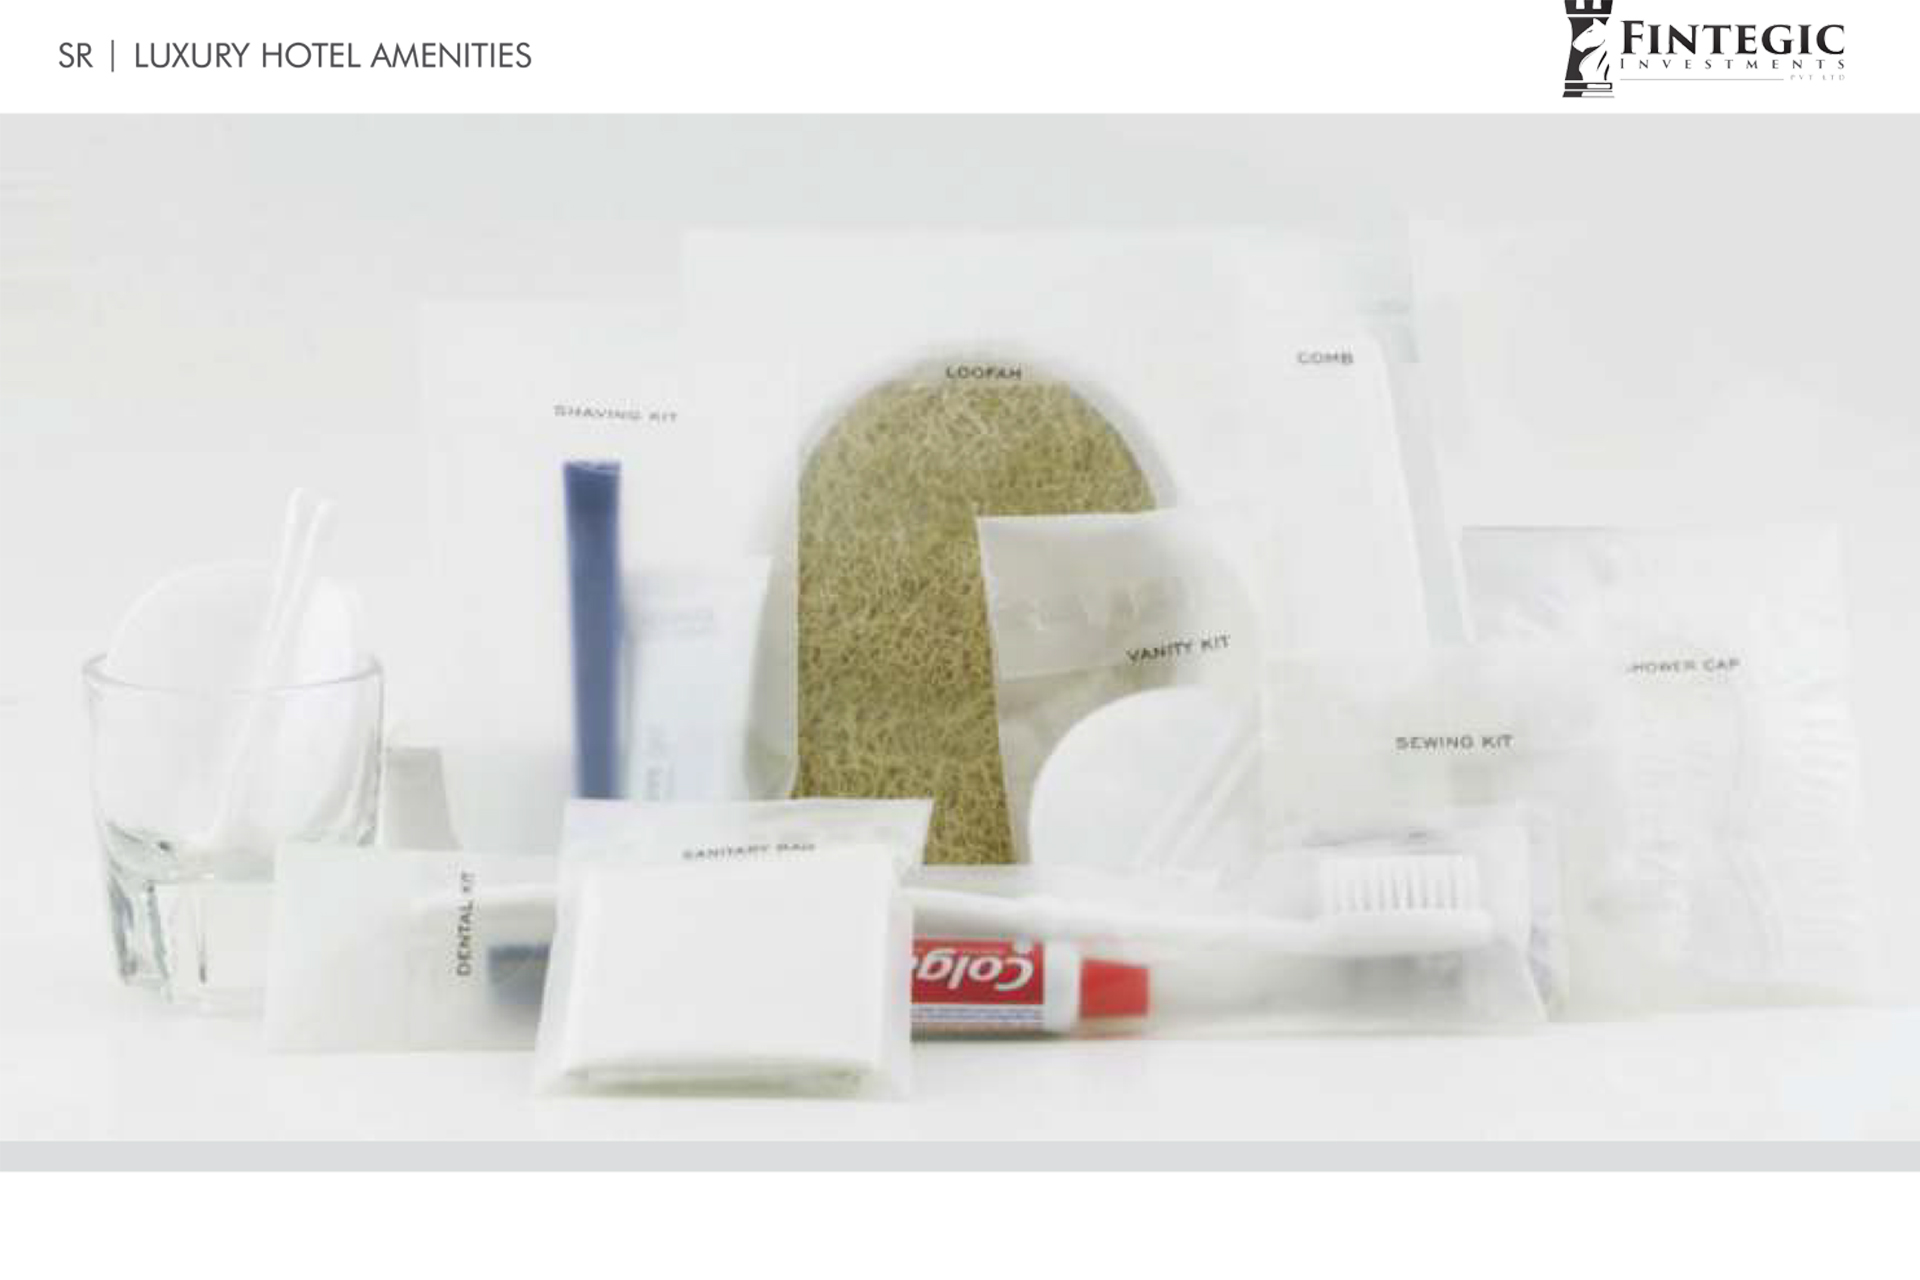 SR | LUXURY HOTEL AMENITIES
FINTEGIC
INVESTMENTS
PVT LTD
LOOFAH
COMB
SHAVING KIT
VANITY KIT
SHOWER CAP
SEWING KIT
SANITARY BAG
DENTAL KIT
Colg